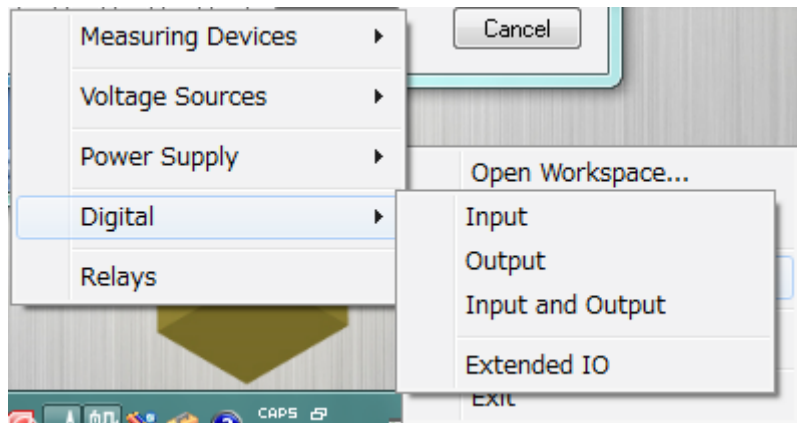 Measuring Devices
Voltage Sources
Power Supply
Digital
Relays
Cancel
Open Workspace...
Input
Output
Input and Output
Extended IO
Exit
CAPS